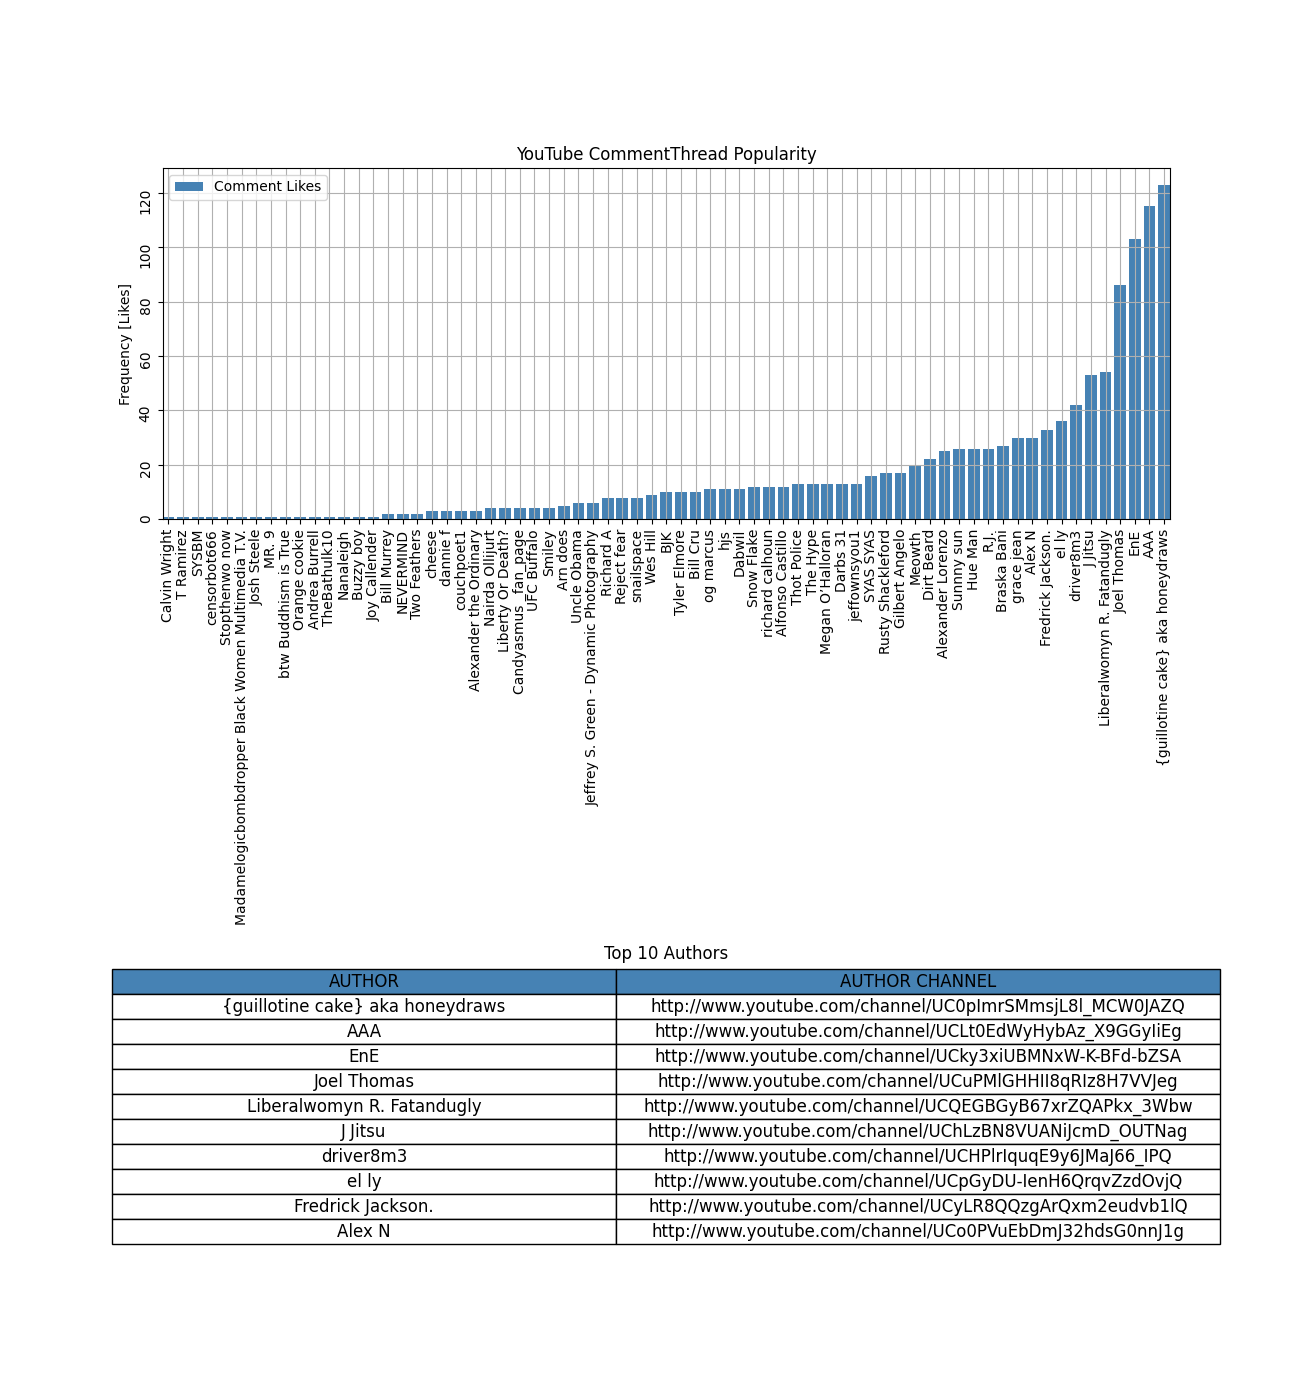 YouTube CommentThread Popularity
Comment Likes
Frequency [Likes]
120
100
80
60
40
20
0
Calvin Wright
T Ramirez
SYSBM
censorbot666
Stophenwo now
Madamelogicbombdropper Black Women Multimedia T.V.
Josh Steele
MR. 9
btw Buddhism is True
Orange cookie
Andrea Burrell
TheBathulk10
Nanaleigh
Buzzy boy
Joy Callender
Bill Murrey
NEVERMIND
Two Feathers
cheese
dannie f
couchpoet1
Alexander the Ordinary
Nairda Ollijurt
Liberty Or Death?
Candyasmus fan_page
UFC Buffalo
Smiley
Arn does
Uncle Obama
Jeffrey S. Green - Dynamic Photography
Richard A
Reject fear
snailspace
Wes Hill
BJK
Tyler Elmore
Bill Cru
og marcus
hjs
Dabwil
Snow Flake
richard calhoun
Alfonso Castillo
Thot Police
The Hype
Megan O'Halloran
Darbs 31
jeffownsyou1
SYAS SYAS
Rusty Shackleford
Gilbert Angelo
Meowth
Dirt Beard
Alexander Lorenzo
Sunny sun
Hue Man
R.J.
Braska Bani
grace jean
Alex N
Fredrick Jackson.
el ly
driver8m3
J Jitsu
Liberalwomyn R. Fatandugly
Joel Thomas
EnE
AAA
{guillotine cake} aka honeydraws
Top 10 Authors
AUTHOR AUTHOR CHANNEL
{guillotine cake} aka honeydraws http://www.youtube.com/channel/UC0pImrSMmsjL8l_MCW0JAZQ
AAA http://www.youtube.com/channel/UCLt0EdWyHybAz_X9GGyIiEg
EnE http://www.youtube.com/channel/UCky3xiUBMNxW-K-BFd-bZSA
Joel Thomas http://www.youtube.com/channel/UCuPMlGHHII8qRIz8H7VVJeg
Liberalwomyn R. Fatandugly http://www.youtube.com/channel/UCQEGBGyB67xrZQAPkx_3Wbw
J Jitsu http://www.youtube.com/channel/UChLzBN8VUANiJcmD_OUTNag
driver8m3 http://www.youtube.com/channel/UCHPlrIquqE9y6JMaJ66_IPQ
el ly http://www.youtube.com/channel/UCpGyDU-IenH6QrqvZzdOvjQ
Fredrick Jackson. http://www.youtube.com/channel/UCyLR8QQzgArQxm2eudvb1lQ
Alex N http://www.youtube.com/channel/UCo0PVuEbDmJ32hdsG0nnJ1g